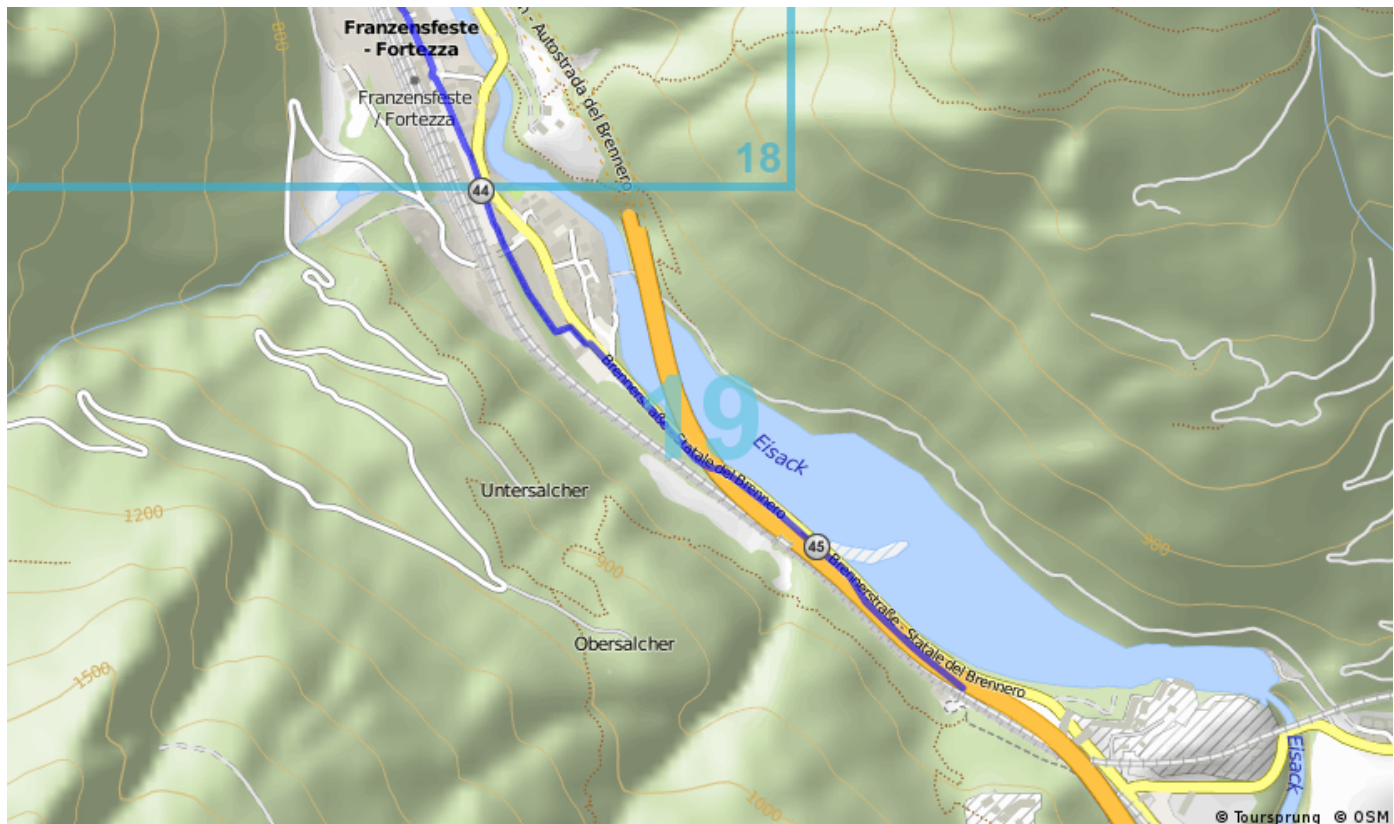 800
Franzensfeste
- Fortezza
Franzensfeste
/ Fortezza
- Autostrada del Brennero
18
44
19
Brennerstraße - Statale del Brennero
Eisack
Untersalcher
1200
45
900
900
Brennerstraße - Statale del Brennero
Obersalcher
1500
1000
Eisack
© Toursprung © OSM